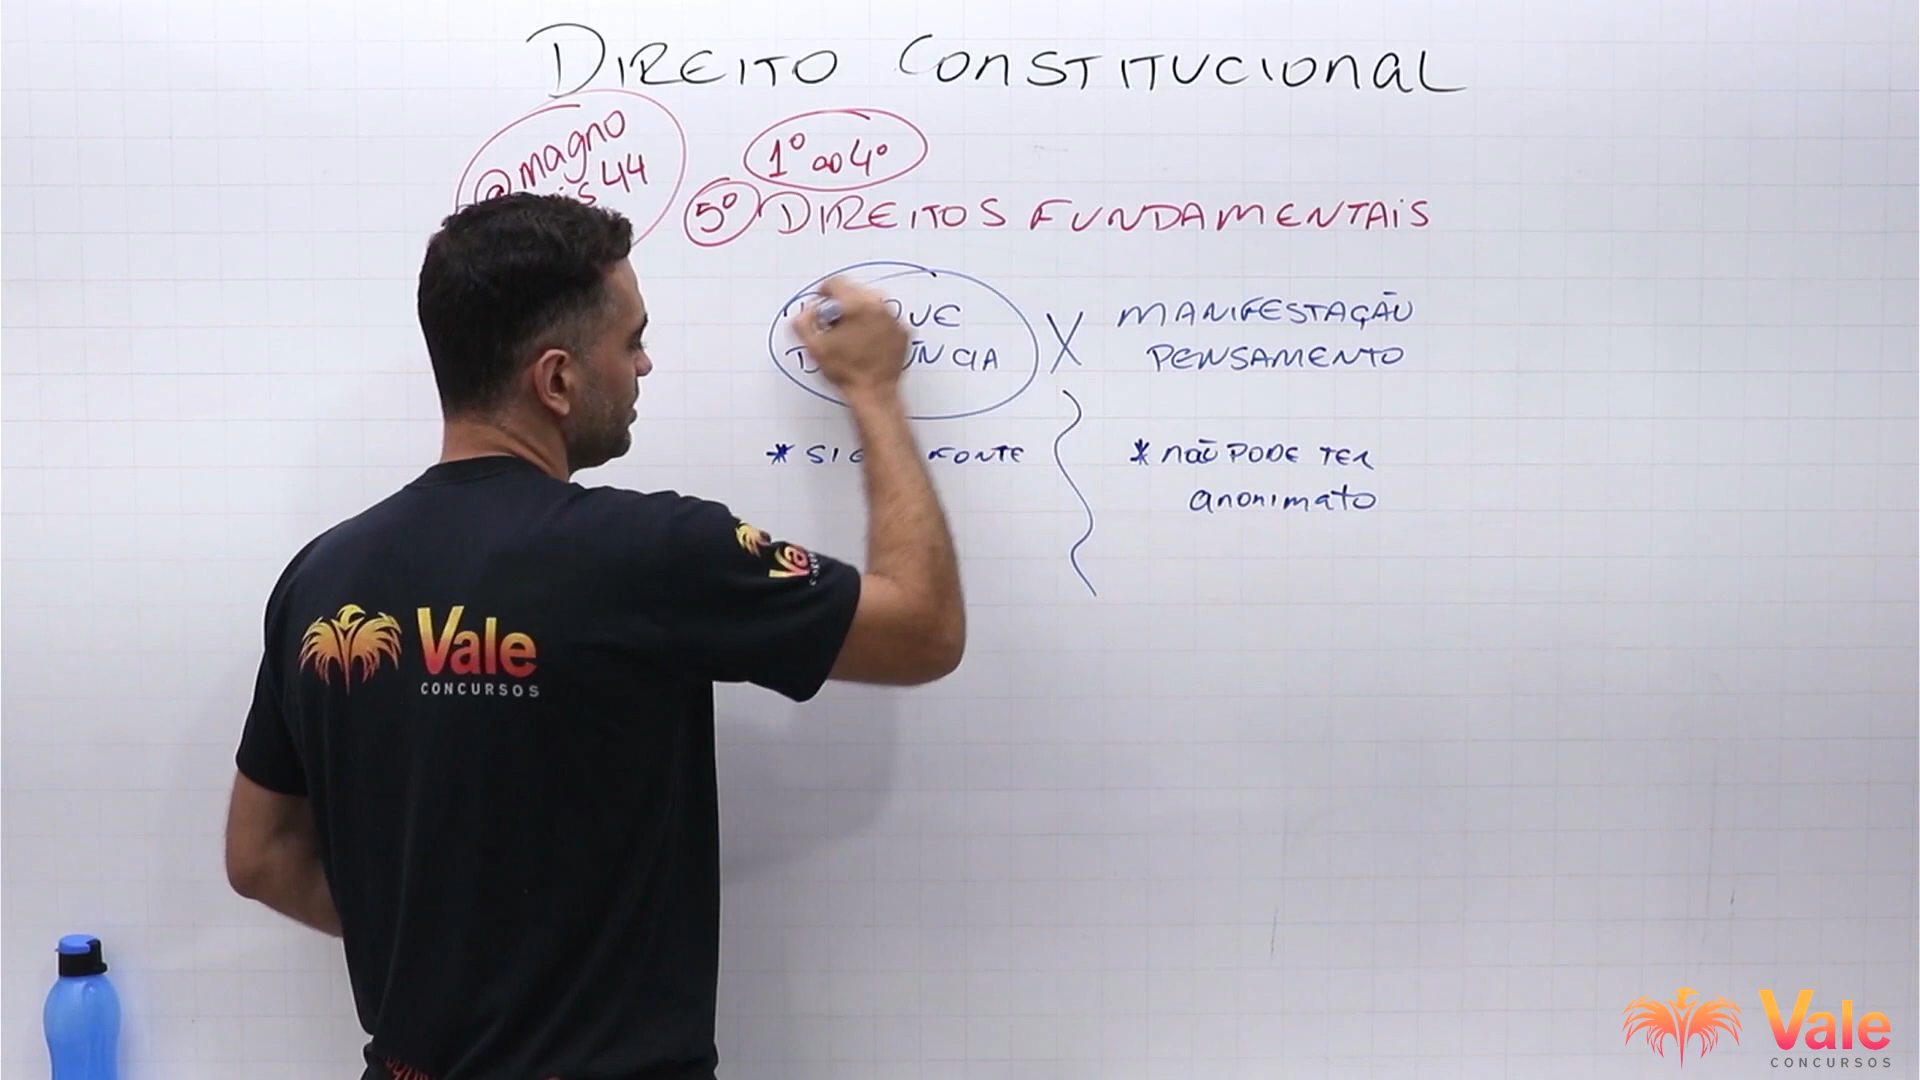 DIREITO CONSTITUCIONAL
@magno
44
1º ao 4º
5º DIREITOS FUNDAMENTAIS
X MANIFESTAÇÃO
PENSAMENTO
* FONTE
* não PODE TER
anonimato
Vale
CONCURSOS
Vale
Vale
CONCURSOS